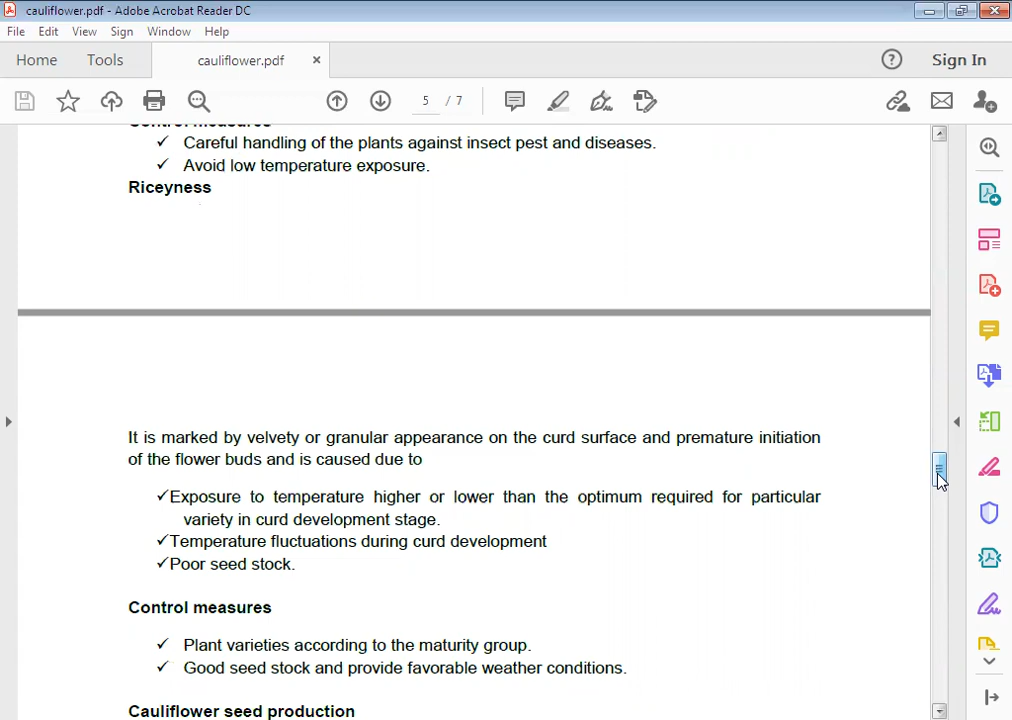 cauliflower.pdf - Adobe Acrobat Reader DC
File Edit View Sign Window Help
Home Tools cauliflower.pdf × ? Sign In
5 / 7
Control measures
✓ Careful handling of the plants against insect pest and diseases.
✓ Avoid low temperature exposure.
Riceyness
It is marked by velvety or granular appearance on the curd surface and premature initiation
of the flower buds and is caused due to
✓Exposure to temperature higher or lower than the optimum required for particular
variety in curd development stage.
✓Temperature fluctuations during curd development
✓Poor seed stock.
Control measures
✓ Plant varieties according to the maturity group.
✓ Good seed stock and provide favorable weather conditions.
Cauliflower seed production